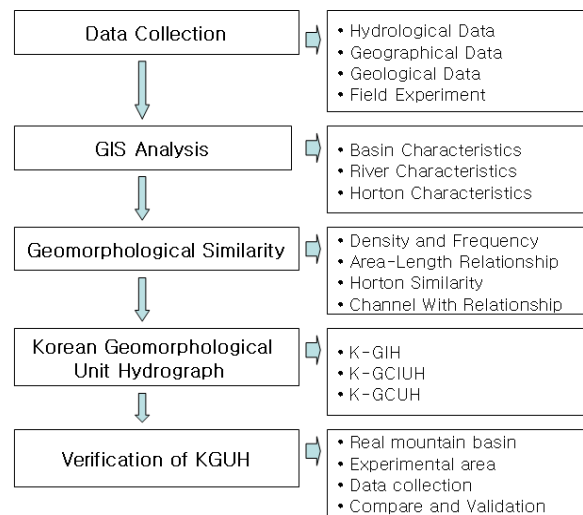 Data Collection
• Hydrological Data
• Geographical Data
• Geological Data
• Field Experiment
GIS Analysis
• Basin Characteristics
• River Characteristics
• Horton Characteristics
Geomorphological Similarity
• Density and Frequency
• Area-Length Relationship
• Horton Similarity
• Channel With Relationship
Korean Geomorphological
Unit Hydrograph
• K-GIH
• K-GCIUH
• K-GCUH
Verification of KGUH
• Real mountain basin
• Experimental area
• Data collection
• Compare and Validation